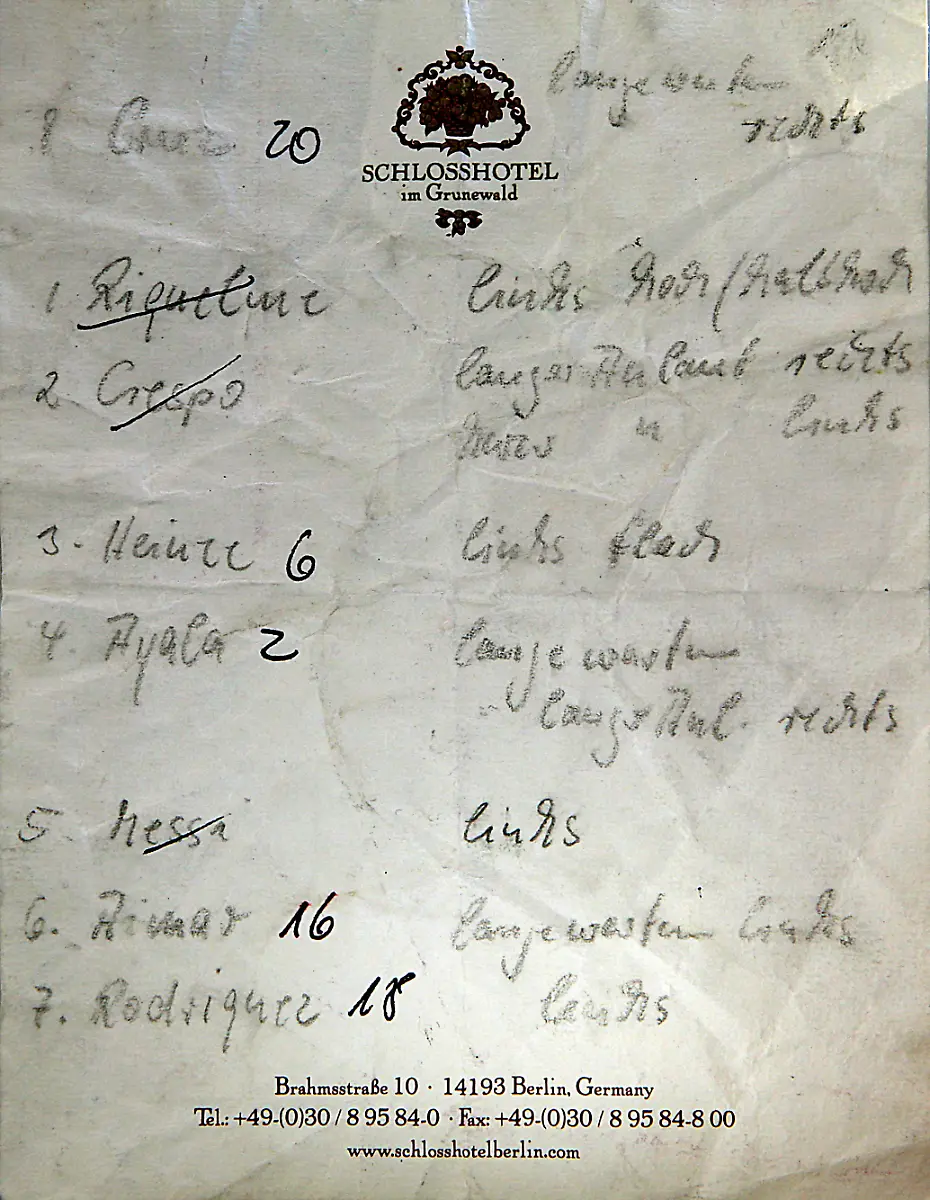 lange warten
rechts
1 Cruz 20
SCHLOSSHOTEL
im Grunewald
1. Riquelme links hoch/halbhoch
2. Crespo langer Anlauf rechts
kurzer " links
3. Heinze 6 links flach
4. Ayala 2 lange warten
lange Anl. rechts
5. Messi links
6. Aimar 16 lange warten links
7. Rodriguez 18 links
Brahmsstraße 10 · 14193 Berlin, Germany
Tel.: +49-(0)30 / 8 95 84-0 · Fax: +49-(0)30 / 8 95 84-8 00
www.schlosshotelberlin.com